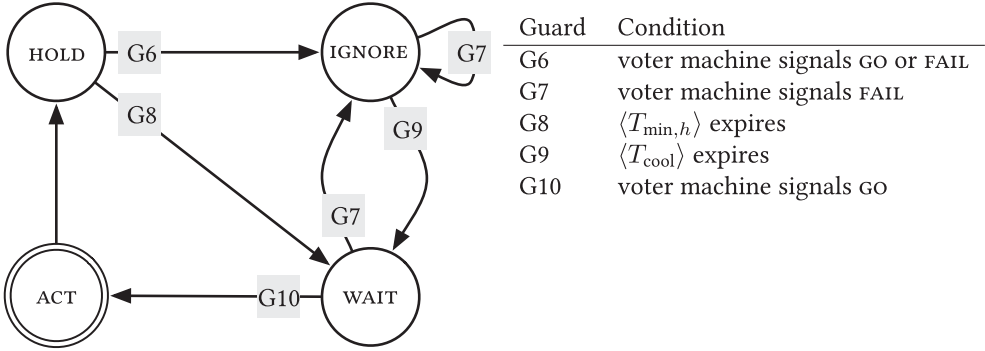 HOLD
G6
IGNORE
G7
G8
G9
G7
ACT
G10
WAIT
Guard Condition
G6 voter machine signals GO or FAIL
G7 voter machine signals FAIL
G8 ⟨T_min,h⟩ expires
G9 ⟨T_cool⟩ expires
G10 voter machine signals GO